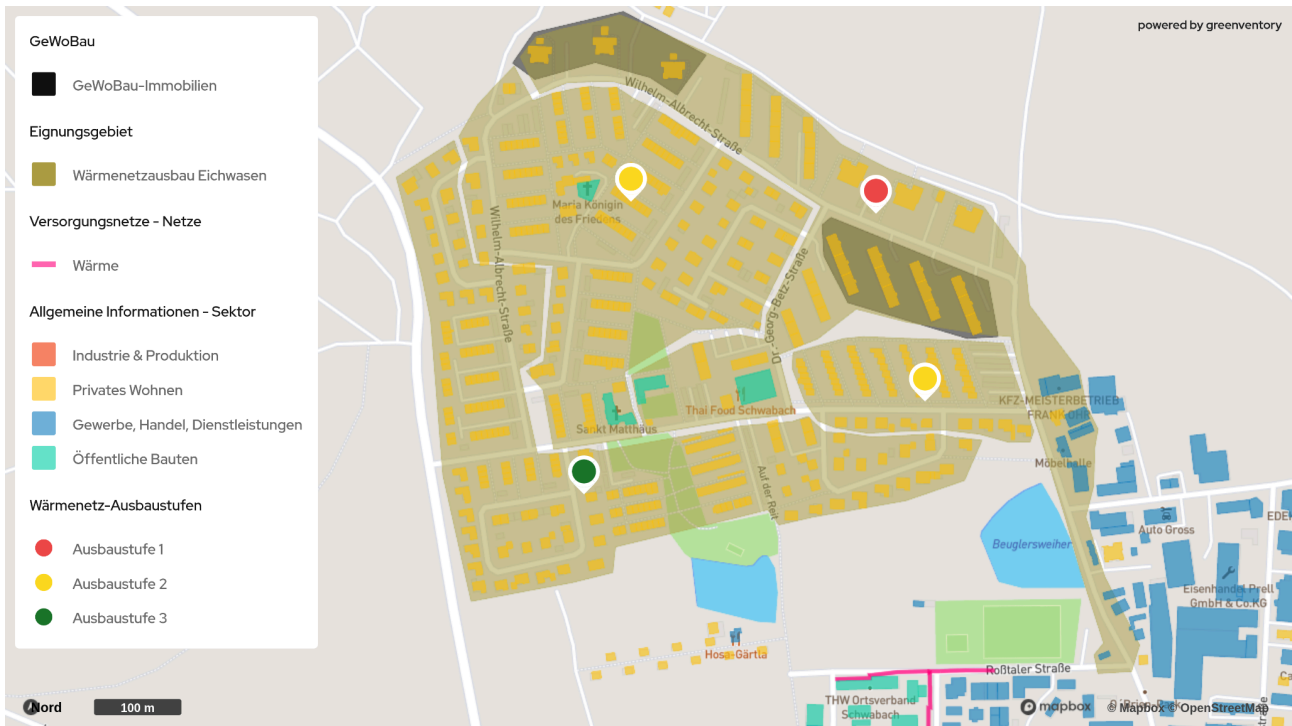 GeWoBau
GeWoBau-Immobilien
Eignungsgebiet
Wärmenetzausbau Eichwasen
Versorgungsnetze - Netze
Wärme
Allgemeine Informationen - Sektor
Industrie & Produktion
Privates Wohnen
Gewerbe, Handel, Dienstleistungen
Öffentliche Bauten
Wärmenetz-Ausbaustufen
Ausbaustufe 1
Ausbaustufe 2
Ausbaustufe 3
Nord
100 m
powered by greenventory
Wilhelm-Albrecht-Straße
Maria Königin
des Friedens
Wilhelm-Albrecht-Straße
Dr.-Georg-Betz-Straße
Thai Food Schwabach
Sankt Matthäus
KFZ-MEISTERBETRIEB
Möbelhalle
Auf der Reit
Auto Gross
EDE
Beuglersweiher
Eisenhandel Prell
GmbH & Co.KG
Roßtaler Straße
THW Ortsverband
Schwabach
mapbox
© Mapbox © OpenStreetMap